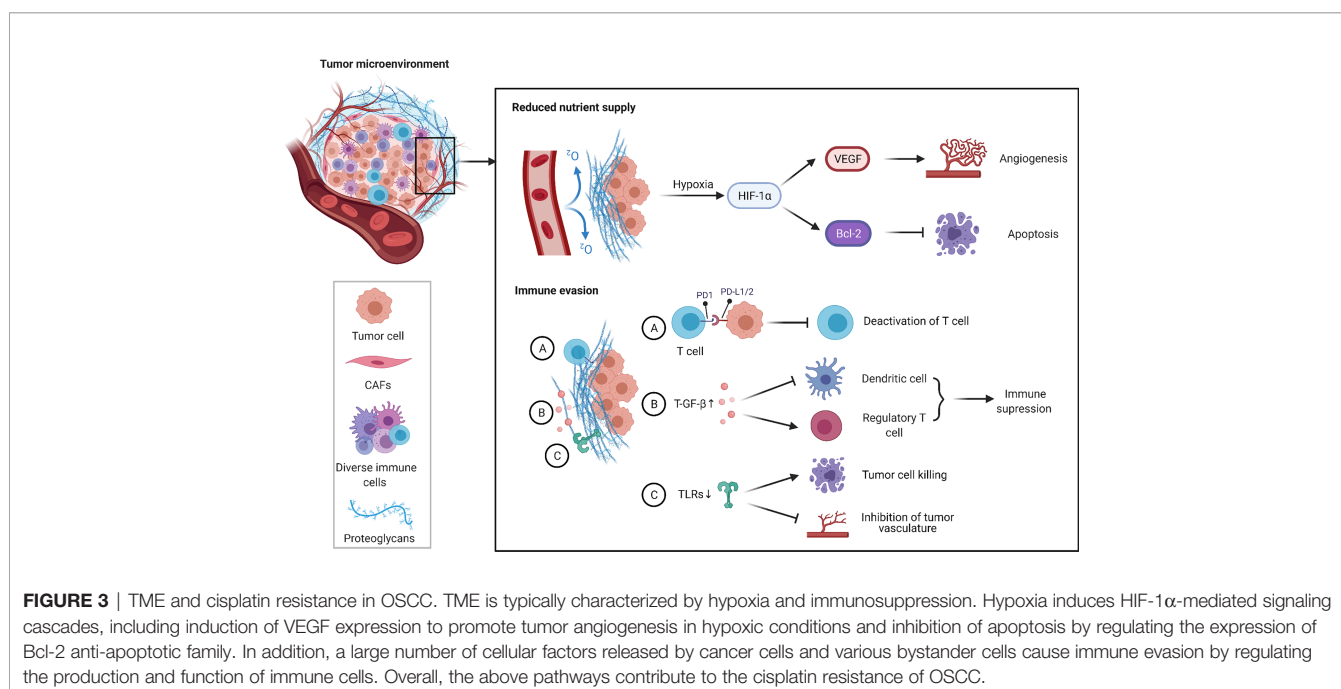 Tumor microenvironment
Reduced nutrient supply
O₂
O₂
Hypoxia
HIF-1α
VEGF
Angiogenesis
Bcl-2
Apoptosis
Tumor cell
CAFs
Diverse immune
cells
Proteoglycans
Immune evasion
A
B
C
A
PD1
PD-L1/2
T cell
Deactivation of T cell
B
T-GF-β↑
Dendritic cell
Regulatory T
cell
Immune
supression
C
TLRs↓
Tumor cell killing
Inhibition of tumor
vasculature
FIGURE 3 | TME and cisplatin resistance in OSCC. TME is typically characterized by hypoxia and immunosuppression. Hypoxia induces HIF-1α-mediated signaling
cascades, including induction of VEGF expression to promote tumor angiogenesis in hypoxic conditions and inhibition of apoptosis by regulating the expression of
Bcl-2 anti-apoptotic family. In addition, a large number of cellular factors released by cancer cells and various bystander cells cause immune evasion by regulating
the production and function of immune cells. Overall, the above pathways contribute to the cisplatin resistance of OSCC.